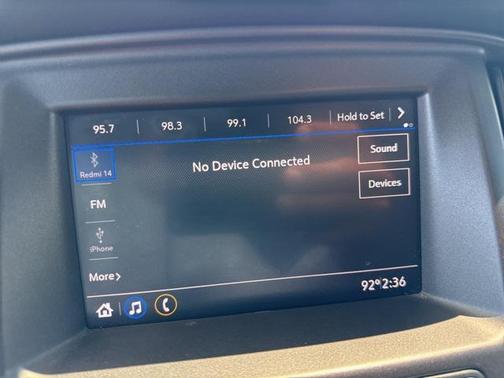 95.7 98.3 99.1 104.3 Hold to Set
Redmi 14
No Device Connected
Sound
Devices
FM
iPhone
More
92° 2:36